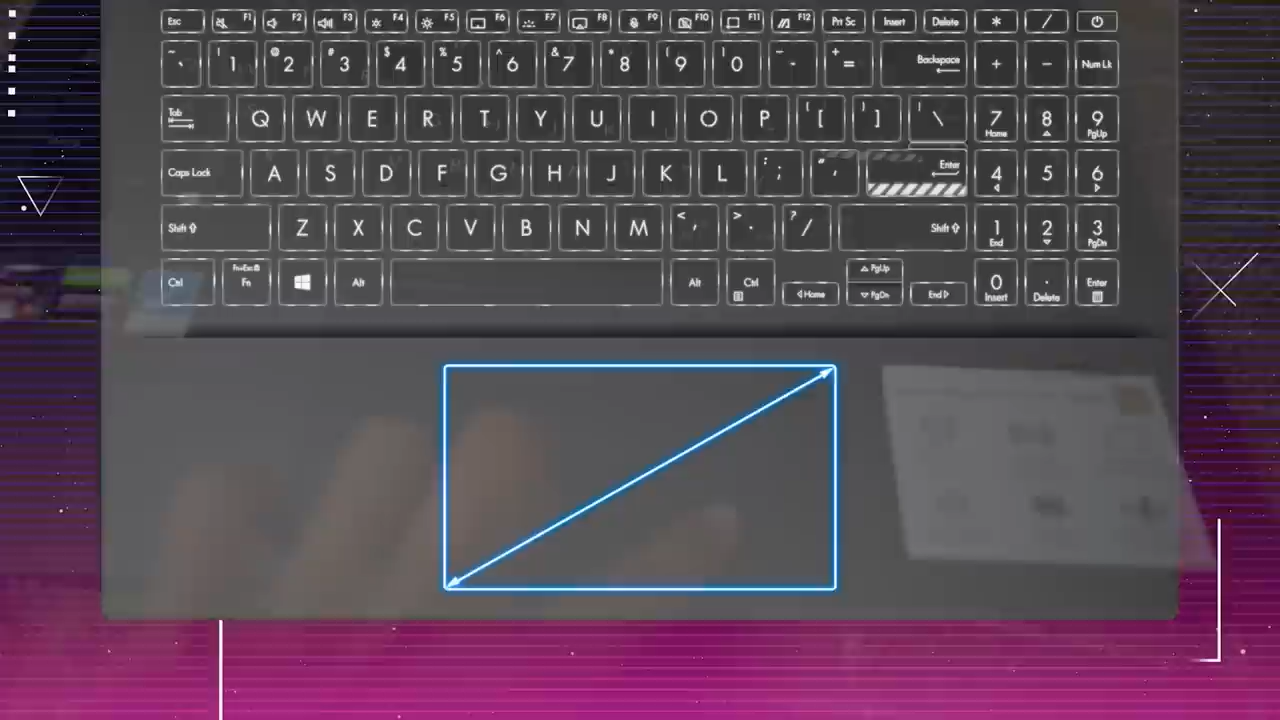 Esc F1 F2 F3 F4 F5 F6 F7 F8 F9 F10 F11 F12 Prt Sc Insert Delete * /
~ ` ! 1 @ 2 # 3 $ 4 % 5 ^ 6 & 7 * 8 ( 9 ) 0 - - + = Backspace + - Num Lk
Tab Q W E R T Y U I O P { [ } ] | \ 7 Home 8 9 PgUp
Caps Lock A S D F G H J K L : ; " ' Enter 4 5 6
Shift Z X C V B N M < , > . ? / Shift 1 End 2 3 PgDn
Ctrl Fn+Esc Fn Alt Alt Ctrl Home PgUp PgDn End 0 Insert . Delete Enter